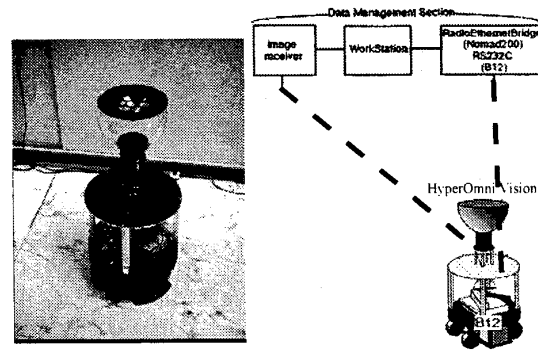 Data Management Section
Image
receiver
WorkStation
RadioEthernetBridge
(Nomad200)
RS232C
(B12)
HyperOmni Vision
B12